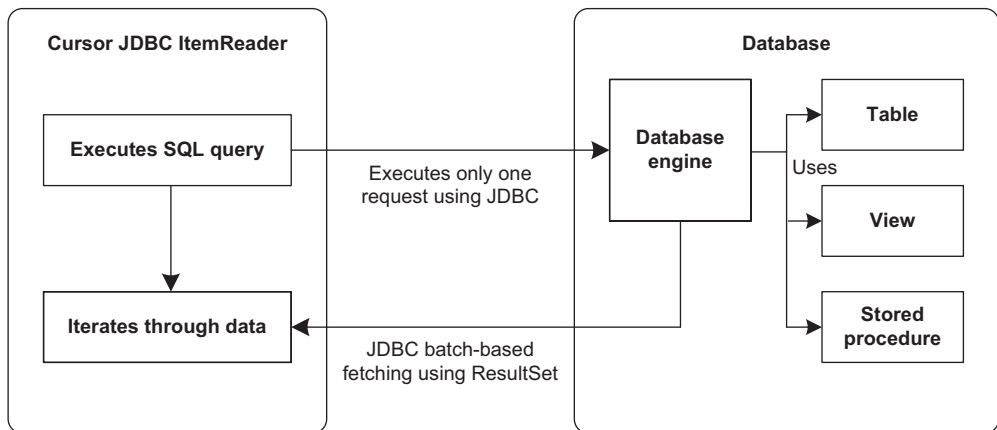 Cursor JDBC ItemReader
Executes SQL query
Iterates through data
Executes only one
request using JDBC
JDBC batch-based
fetching using ResultSet
Database
Database
engine
Uses
Table
View
Stored
procedure